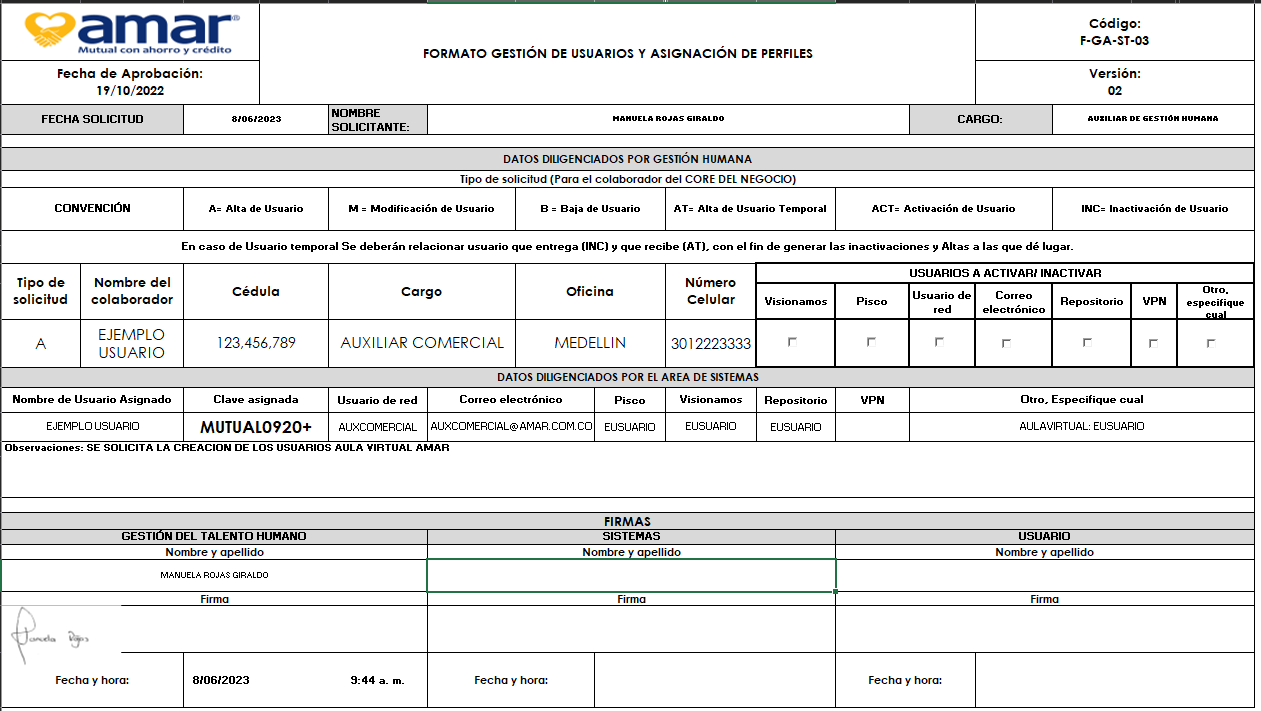 amar®
Mutual con ahorro y crédito
Fecha de Aprobación:
19/10/2022
FORMATO GESTIÓN DE USUARIOS Y ASIGNACIÓN DE PERFILES
Código:
F-GA-ST-03
Versión:
02
FECHA SOLICITUD
8/06/2023
NOMBRE
SOLICITANTE:
MANUELA ROJAS GIRALDO
CARGO:
AUXILIAR DE GESTIÓN HUMANA
DATOS DILIGENCIADOS POR GESTIÓN HUMANA
Tipo de solicitud (Para el colaborador del CORE DEL NEGOCIO)
CONVENCIÓN
A= Alta de Usuario
M = Modificación de Usuario
B = Baja de Usuario
AT= Alta de Usuario Temporal
ACT= Activación de Usuario
INC= Inactivación de Usuario
En caso de Usuario temporal Se deberán relacionar usuario que entrega (INC) y que recibe (AT), con el fin de generar las inactivaciones y Altas a las que dé lugar.
Tipo de
solicitud
Nombre del
colaborador
Cédula
Cargo
Oficina
Número
Celular
USUARIOS A ACTIVAR/ INACTIVAR
Visionamos
Pisco
Usuario de
red
Correo
electrónico
Repositorio
VPN
Otro,
especifique
cual
A
EJEMPLO
USUARIO
123,456,789
AUXILIAR COMERCIAL
MEDELLIN
3012223333
DATOS DILIGENCIADOS POR EL AREA DE SISTEMAS
Nombre de Usuario Asignado
Clave asignada
Usuario de red
Correo electrónico
Pisco
Visionamos
Repositorio
VPN
Otro, Especifique cual
EJEMPLO USUARIO
MUTUAL0920+
AUXCOMERCIAL
AUXCOMERCIAL@AMAR.COM.CO
EUSUARIO
EUSUARIO
EUSUARIO
AULAVIRTUAL: EUSUARIO
Observaciones: SE SOLICITA LA CREACION DE LOS USUARIOS AULA VIRTUAL AMAR
FIRMAS
GESTIÓN DEL TALENTO HUMANO
SISTEMAS
USUARIO
Nombre y apellido
Nombre y apellido
Nombre y apellido
MANUELA ROJAS GIRALDO
Firma
Firma
Firma
Rojas
Fecha y hora:
8/06/2023
9:44 a. m.
Fecha y hora:
Fecha y hora: